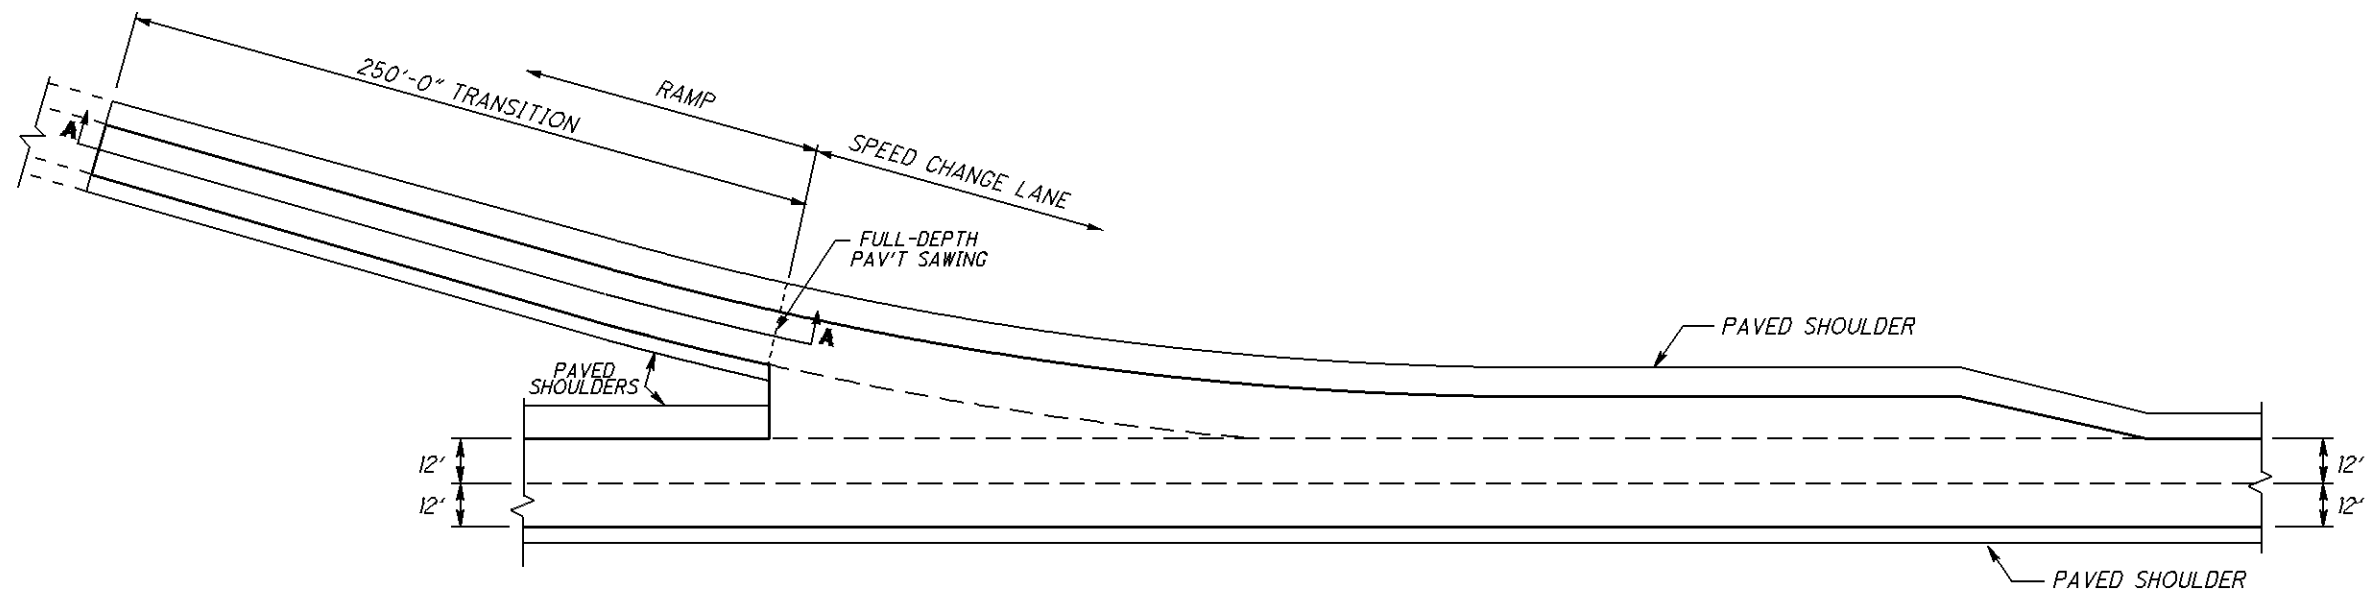 250'-0" TRANSITION
RAMP
SPEED CHANGE LANE
A
FULL-DEPTH
PAV'T SAWING
A
PAVED SHOULDER
PAVED
SHOULDERS
12'
12'
12'
12'
PAVED SHOULDER